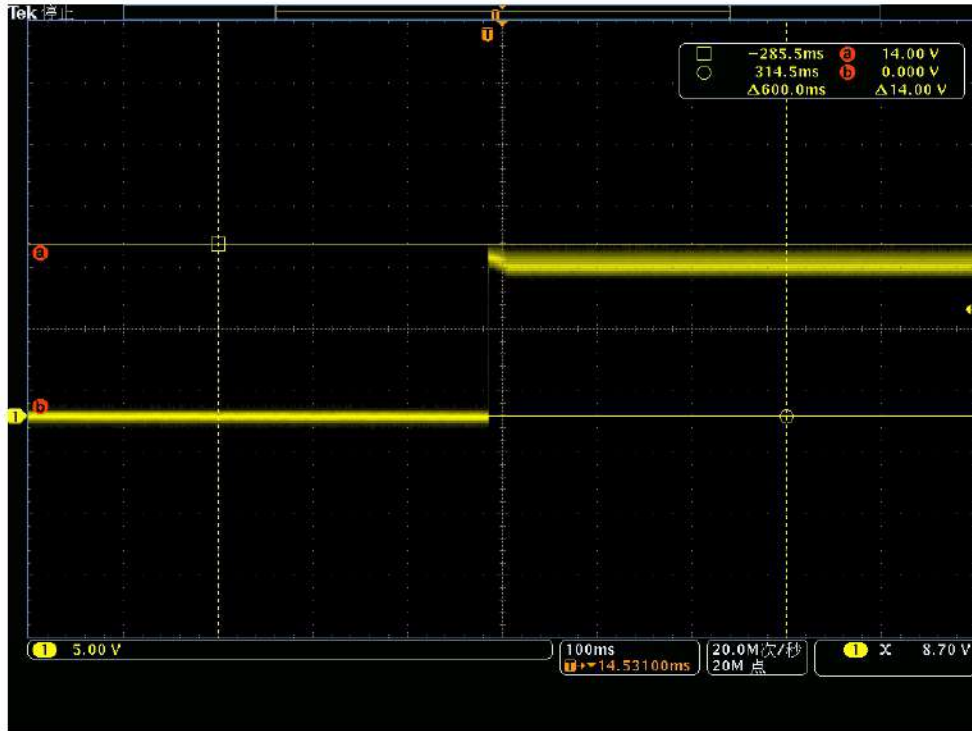 Tek 停止
T
T
□ -285.5ms a 14.00 V
○ 314.5ms b 0.000 V
Δ600.0ms Δ14.00 V
a
b
1
1 5.00 V
100ms
T→▼14.53100ms
20.0M次/秒
20M 点
1 X 8.70 V